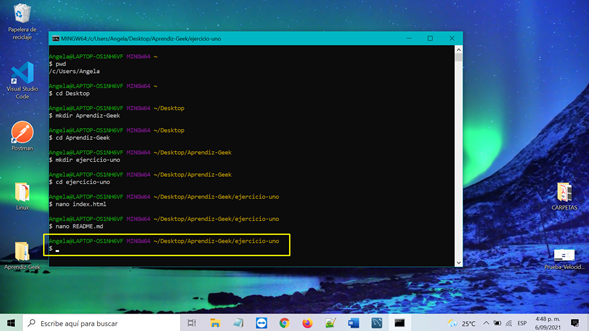 Papelera de
reciclaje
Visual Studio
Code
Postman
Linux
Aprendiz_Geek
CARPETAS
Prueba-Velocid...
MINGW64:/c/Users/Angela/Desktop/Aprendiz-Geek/ejercicio-uno
Angela@LAPTOP-OS1NH6VF MINGW64 ~
$ pwd
/c/Users/Angela
Angela@LAPTOP-OS1NH6VF MINGW64 ~
$ cd Desktop
Angela@LAPTOP-OS1NH6VF MINGW64 ~/Desktop
$ mkdir Aprendiz-Geek
Angela@LAPTOP-OS1NH6VF MINGW64 ~/Desktop
$ cd Aprendiz-Geek
Angela@LAPTOP-OS1NH6VF MINGW64 ~/Desktop/Aprendiz-Geek
$ mkdir ejercicio-uno
Angela@LAPTOP-OS1NH6VF MINGW64 ~/Desktop/Aprendiz-Geek
$ cd ejercicio-uno
Angela@LAPTOP-OS1NH6VF MINGW64 ~/Desktop/Aprendiz-Geek/ejercicio-uno
$ nano index.html
Angela@LAPTOP-OS1NH6VF MINGW64 ~/Desktop/Aprendiz-Geek/ejercicio-uno
$ nano README.md
Angela@LAPTOP-OS1NH6VF MINGW64 ~/Desktop/Aprendiz-Geek/ejercicio-uno
$
Escribe aquí para buscar
25°C
ESP
4:48 p. m.
6/09/2021